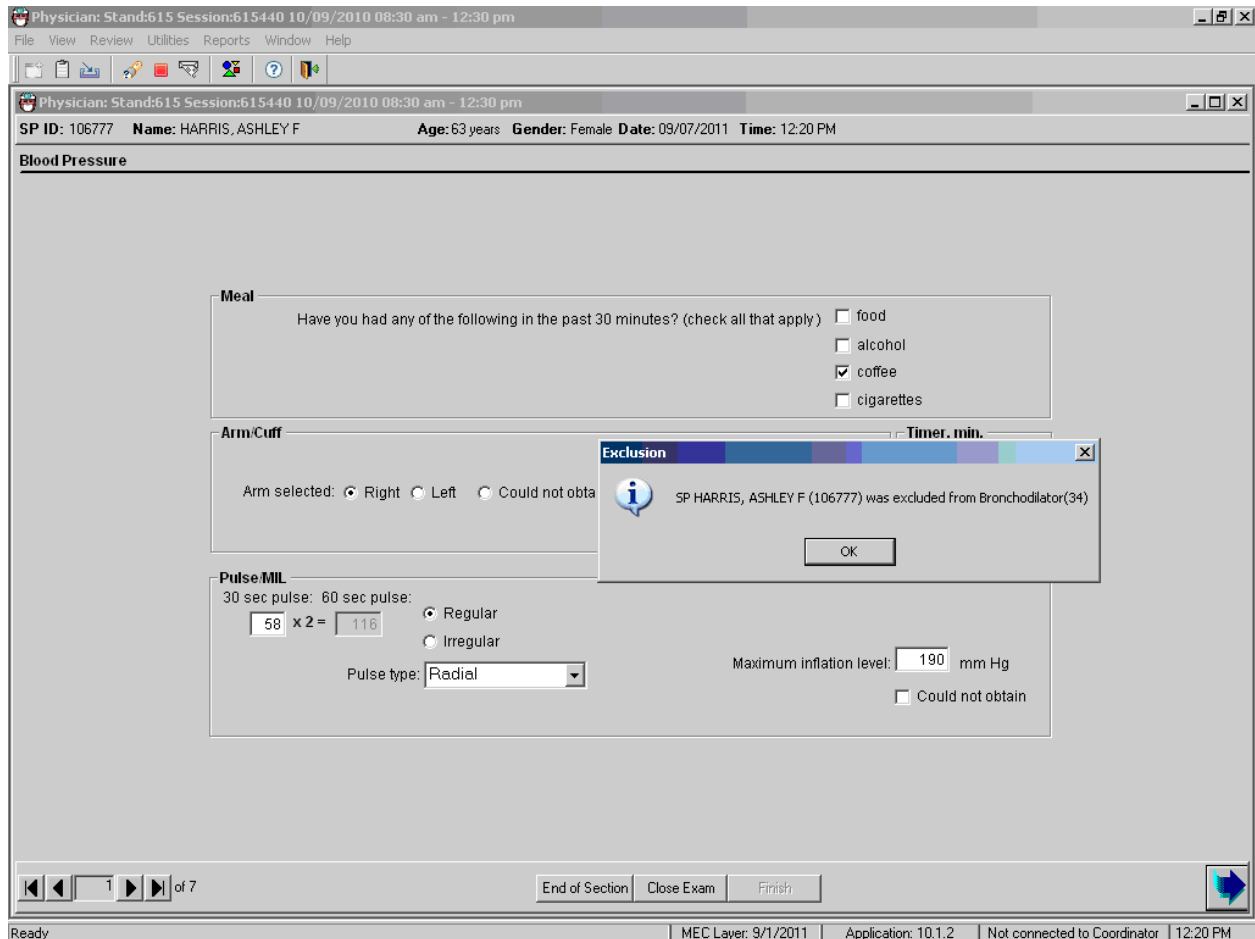 Physician: Stand:615 Session:615440 10/09/2010 08:30 am - 12:30 pm
File View Review Utilities Reports Window Help
Physician: Stand:615 Session:615440 10/09/2010 08:30 am - 12:30 pm
SP ID: 106777 Name: HARRIS, ASHLEY F Age: 63 years Gender: Female Date: 09/07/2011 Time: 12:20 PM
Blood Pressure
Meal
Have you had any of the following in the past 30 minutes? (check all that apply) food
alcohol
coffee
cigarettes
Arm/Cuff Timer, min.
Exclusion
Arm selected: Right Left Could not obta
SP HARRIS, ASHLEY F (106777) was excluded from Bronchodilator(34)
OK
Pulse/MIL
30 sec pulse: 60 sec pulse:
58 x 2 = 116
Regular
Irregular
Pulse type: Radial
Maximum inflation level: 190 mm Hg
Could not obtain
1 of 7 End of Section Close Exam Finish
Ready MEC Layer: 9/1/2011 Application: 10.1.2 Not connected to Coordinator 12:20 PM